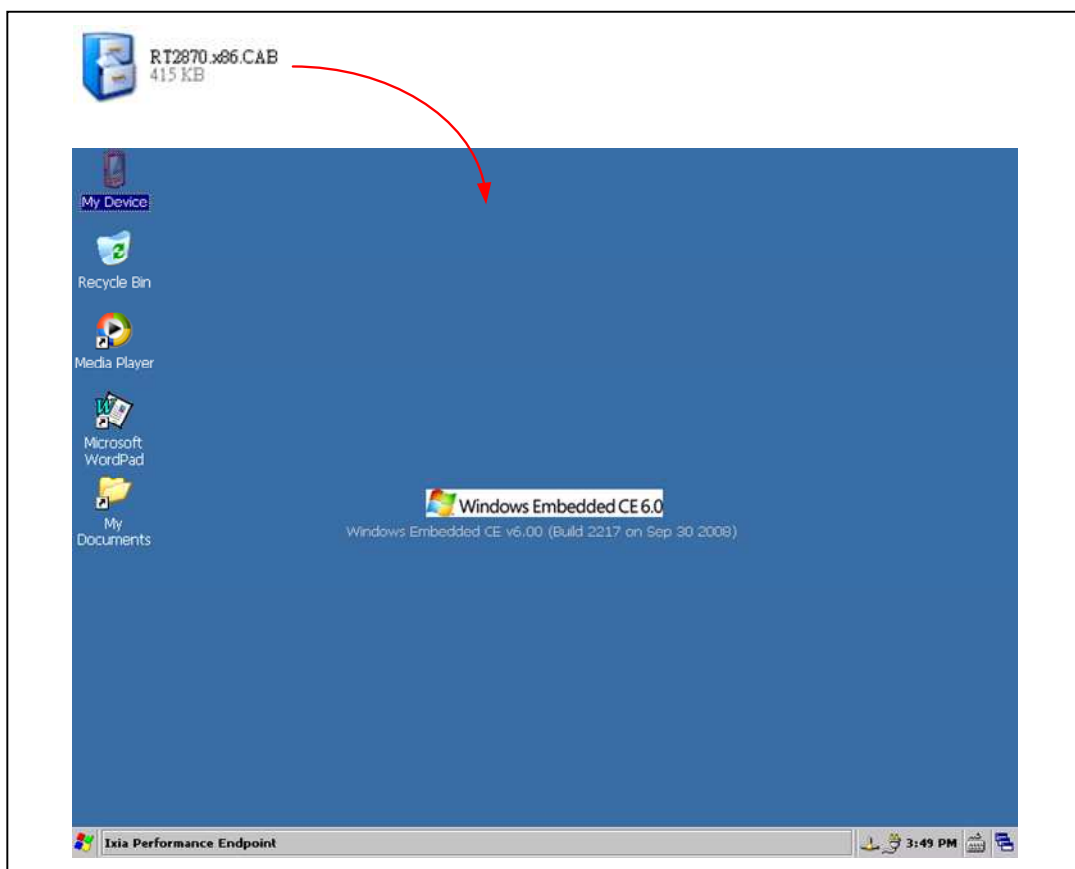 RT2870.x86.CAB
415 KB
My Device
Recycle Bin
Media Player
Microsoft
WordPad
My
Documents
Windows Embedded CE 6.0
Windows Embedded CE v6.00 (Build 2217 on Sep 30 2008)
Ixia Performance Endpoint
3:49 PM